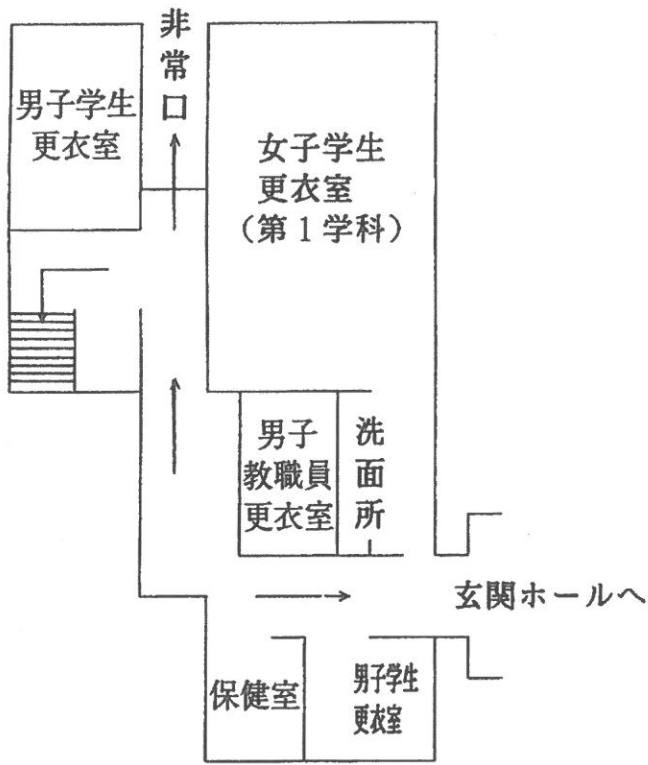 非常口
男子学生
更衣室
女子学生
更衣室
(第1学科)
男子
教職員
更衣室
洗面所
玄関ホールへ
保健室
男子学生
更衣室